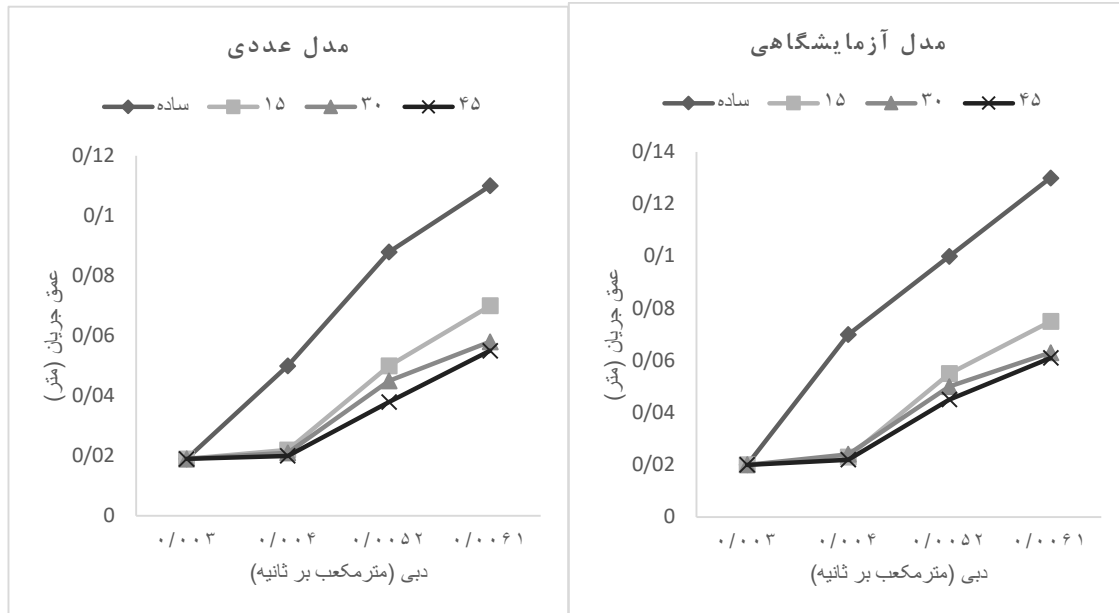 مدل عددی
ساده ۱۵ ۳۰ ۴۵
0/12
0/1
0/08
0/06
0/04
0/02
0
عمق جریان (متر)
۰/۰۰۳ ۰/۰۰۴ ۰/۰۰۵۲ ۰/۰۰۶۱
دبی (مترمکعب بر ثانیه)
مدل آزمایشگاهی
ساده ۱۵ ۳۰ ۴۵
0/14
0/12
0/1
0/08
0/06
0/04
0/02
0
عمق جریان (متر)
۰/۰۰۳ ۰/۰۰۴ ۰/۰۰۵۲ ۰/۰۰۶۱
دبی (مترمکعب بر ثانیه)